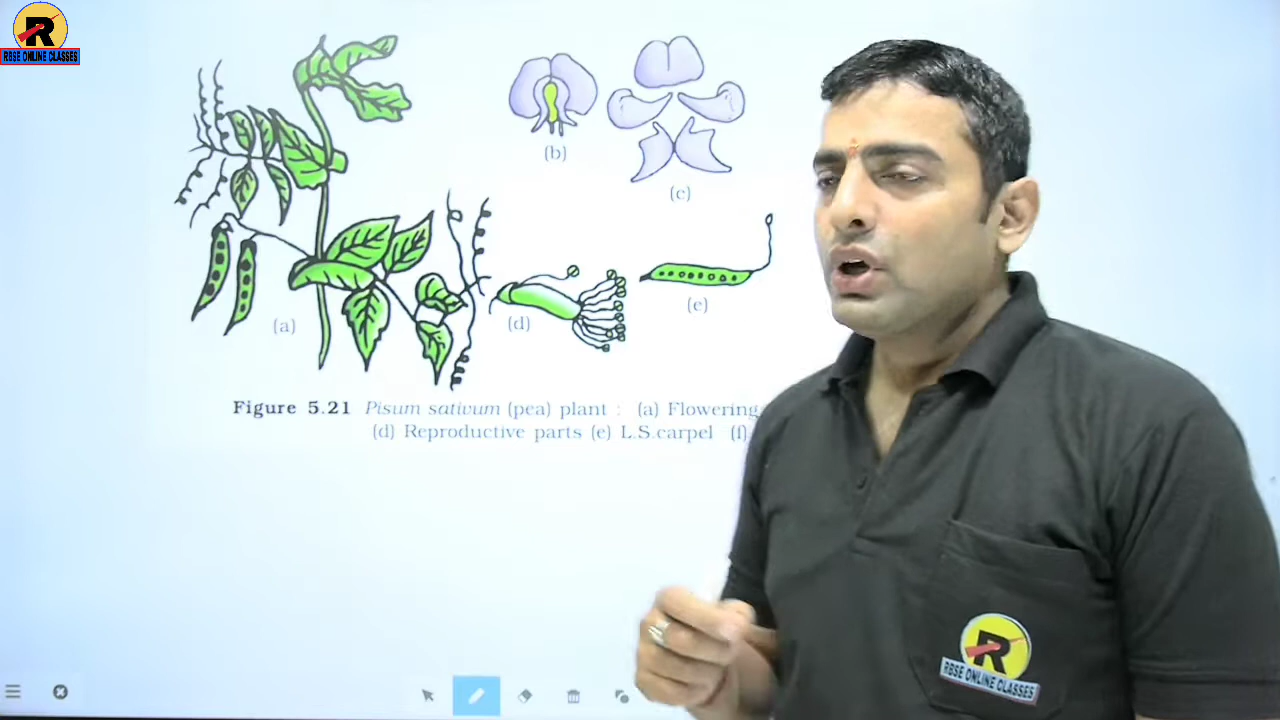 R
RBSE ONLINE CLASSES
(a)
(b)
(c)
(d)
(e)
Figure 5.21 Pisum sativum (pea) plant : (a) Flowering
(d) Reproductive parts (e) L.S.carpel (f)
R
RBSE ONLINE CLASSES